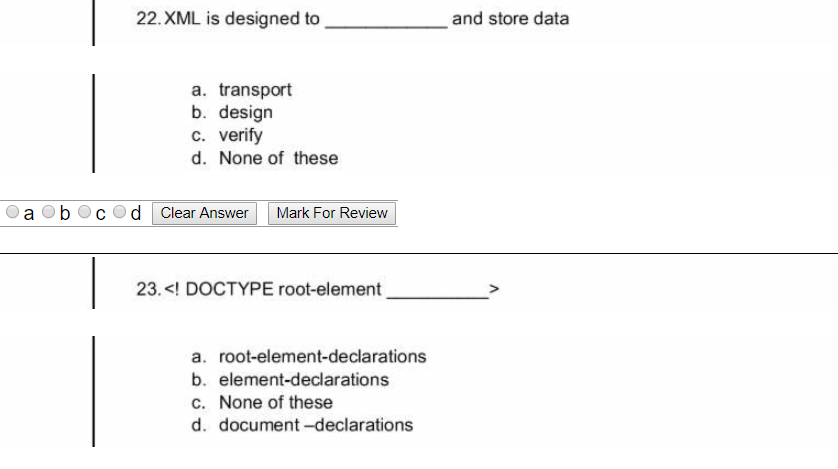 22. XML is designed to ____________ and store data
a. transport
b. design
c. verify
d. None of these
a b c d Clear Answer Mark For Review
23. <! DOCTYPE root-element __________>
a. root-element-declarations
b. element-declarations
c. None of these
d. document –declarations